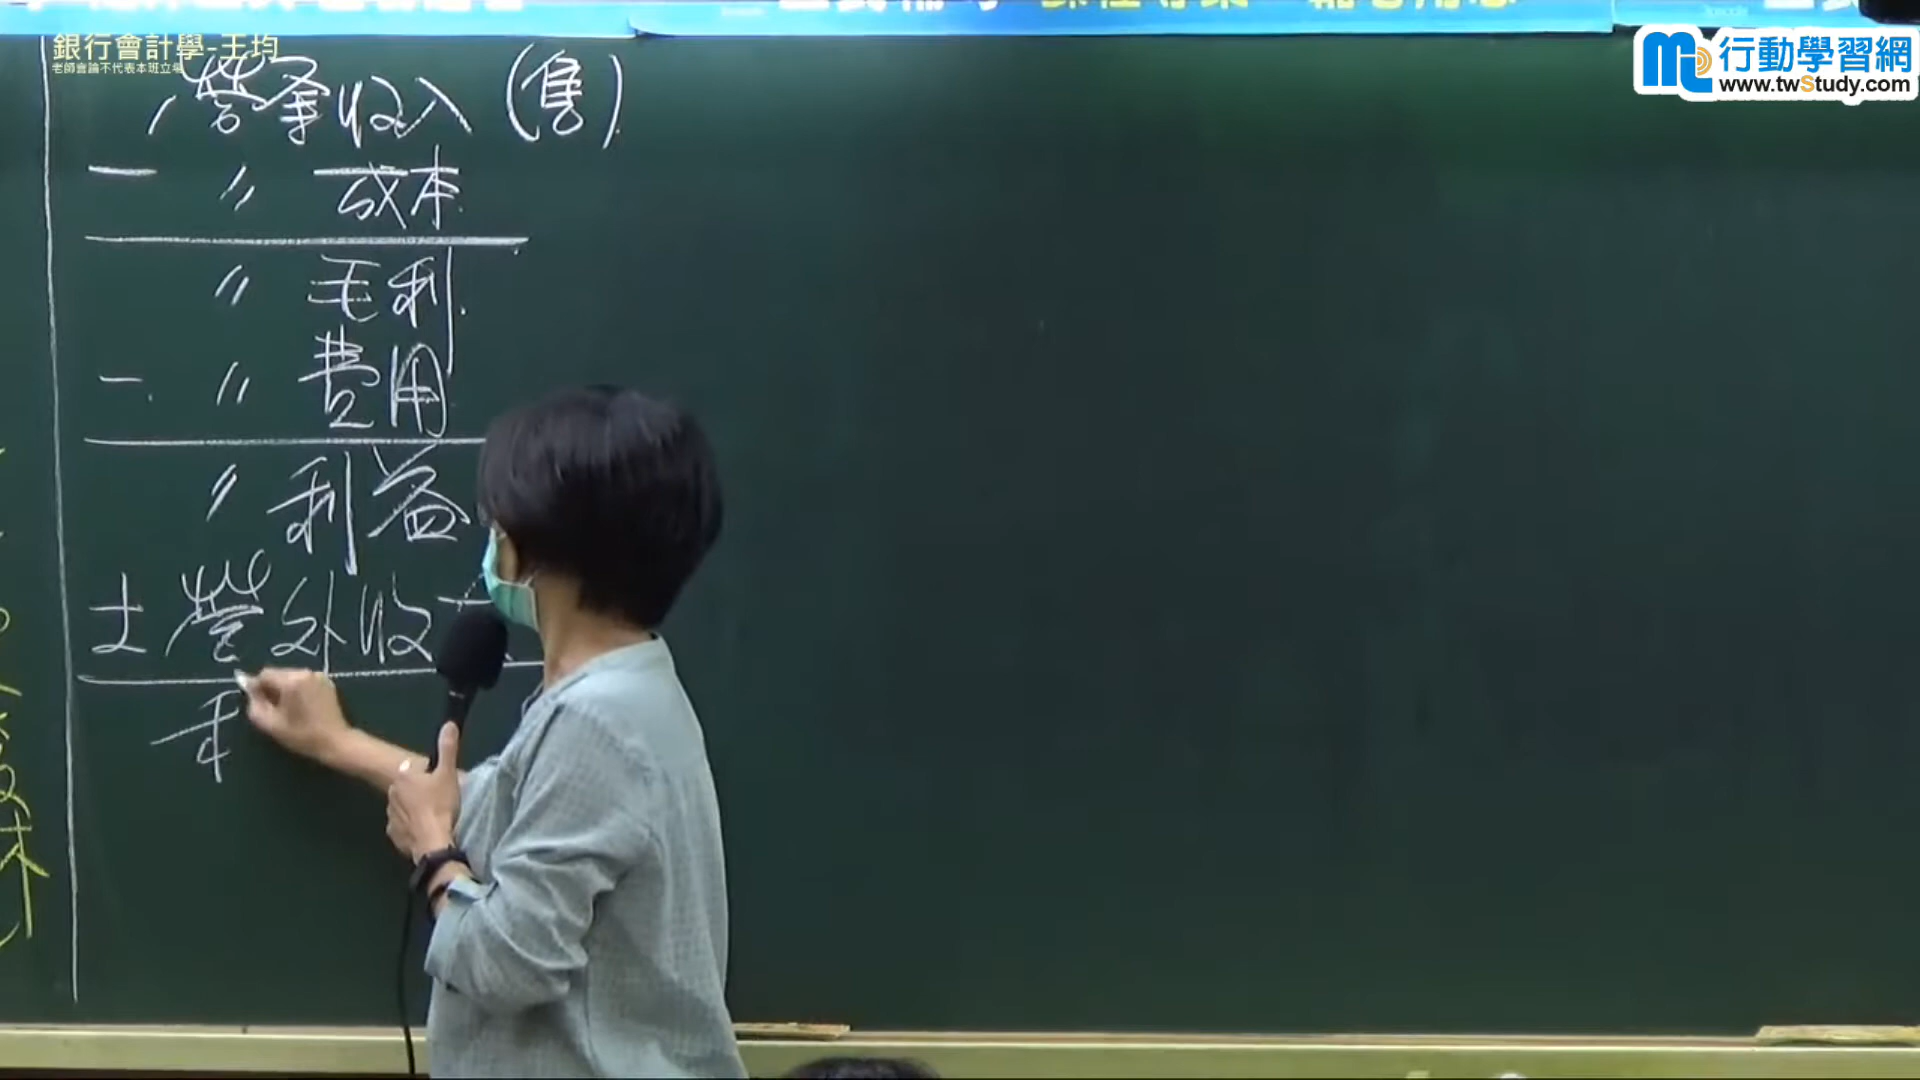 銀行會計學-王均
老師言論不代表本班立場
行動學習網
www.twStudy.com
營業收入(售)
- 〃 成本
〃 毛利
- 〃 費用
〃 利益
± 營外收